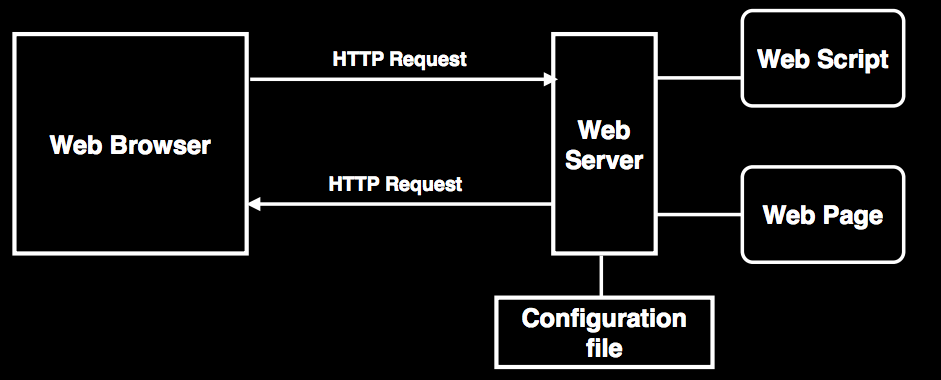 HTTP Request
Web Script
Web Browser
Web
Server
HTTP Request
Web Page
Configuration
file